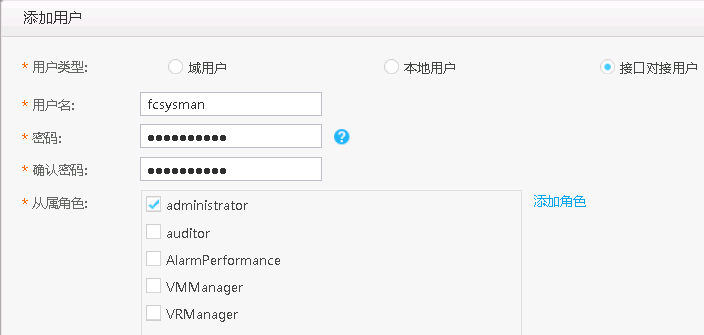 添加用户
* 用户类型: 域用户 本地用户 接口对接用户
* 用户名: fcsysman
* 密码: ●●●●●●●●●● ?
* 确认密码: ●●●●●●●●●●
* 从属角色: administrator 添加角色
auditor
AlarmPerformance
VMManager
VRManager